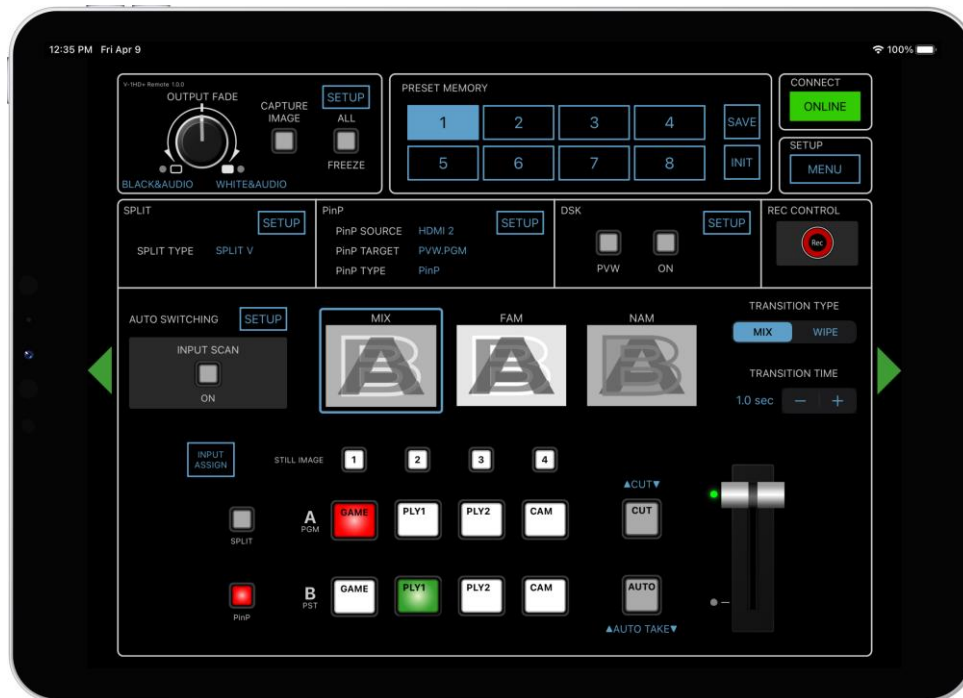 12:35 PM Fri Apr 9
100%
V-1HD+ Remote 1.0.0
OUTPUT FADE
CAPTURE
IMAGE
SETUP
ALL
FREEZE
BLACK&AUDIO
WHITE&AUDIO
PRESET MEMORY
1 2 3 4
SAVE
5 6 7 8
INIT
CONNECT
ONLINE
SETUP
MENU
SPLIT
SETUP
SPLIT TYPE SPLIT V
PinP
SETUP
PinP SOURCE HDMI 2
PinP TARGET PVW.PGM
PinP TYPE PinP
DSK
SETUP
PVW ON
REC CONTROL
Rec
AUTO SWITCHING
SETUP
INPUT SCAN
ON
MIX
A B
FAM
A B
NAM
A B
TRANSITION TYPE
MIX WIPE
TRANSITION TIME
1.0 sec − +
INPUT
ASSIGN
STILL IMAGE 1 2 3 4
SPLIT
A
PGM
GAME PLY1 PLY2 CAM
▲CUT▼
CUT
PinP
B
PST
GAME PLY1 PLY2 CAM
AUTO
▲AUTO TAKE▼